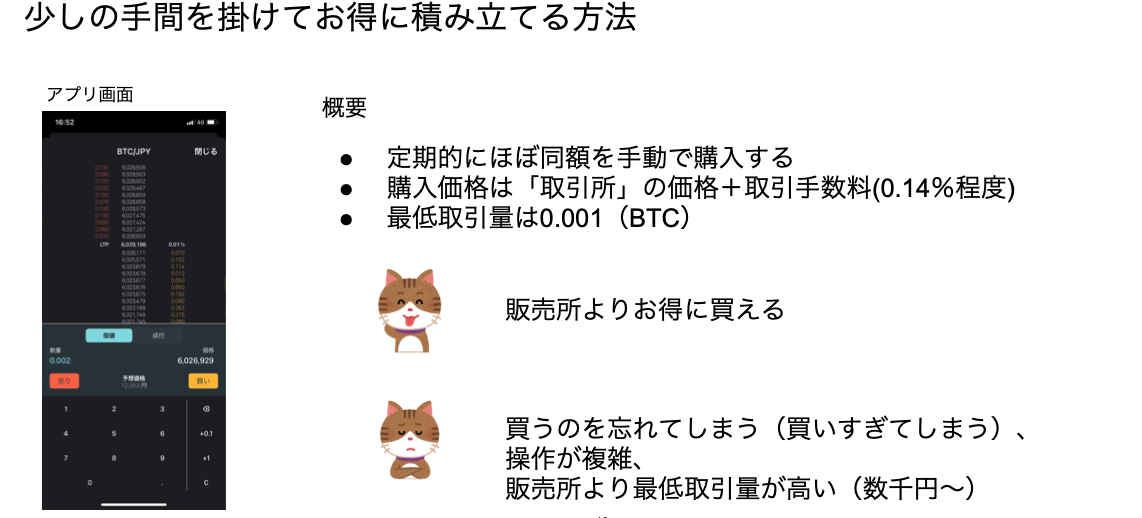 少しの手間を掛けてお得に積み立てる方法
アプリ画面
16:52
4G
BTC/JPY
閉じる
LTP 6,029,186 0.01%
指値
成行
数量
価格
0.002
6,026,929
売り
予想価格
12,053 円
買い
1 2 3
4 5 6 +0.1
7 8 9 +1
0 . C
概要
● 定期的にほぼ同額を手動で購入する
● 購入価格は「取引所」の価格＋取引手数料(0.14％程度)
● 最低取引量は0.001（BTC）
販売所よりお得に買える
買うのを忘れてしまう（買いすぎてしまう）、
操作が複雑、
販売所より最低取引量が高い（数千円〜）